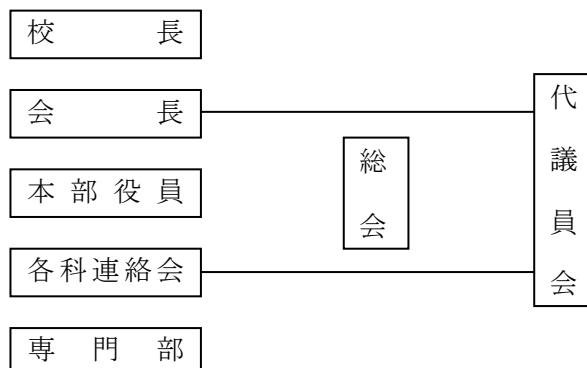 校長
会長
本部役員
各科連絡会
専門部
総会
代議員会